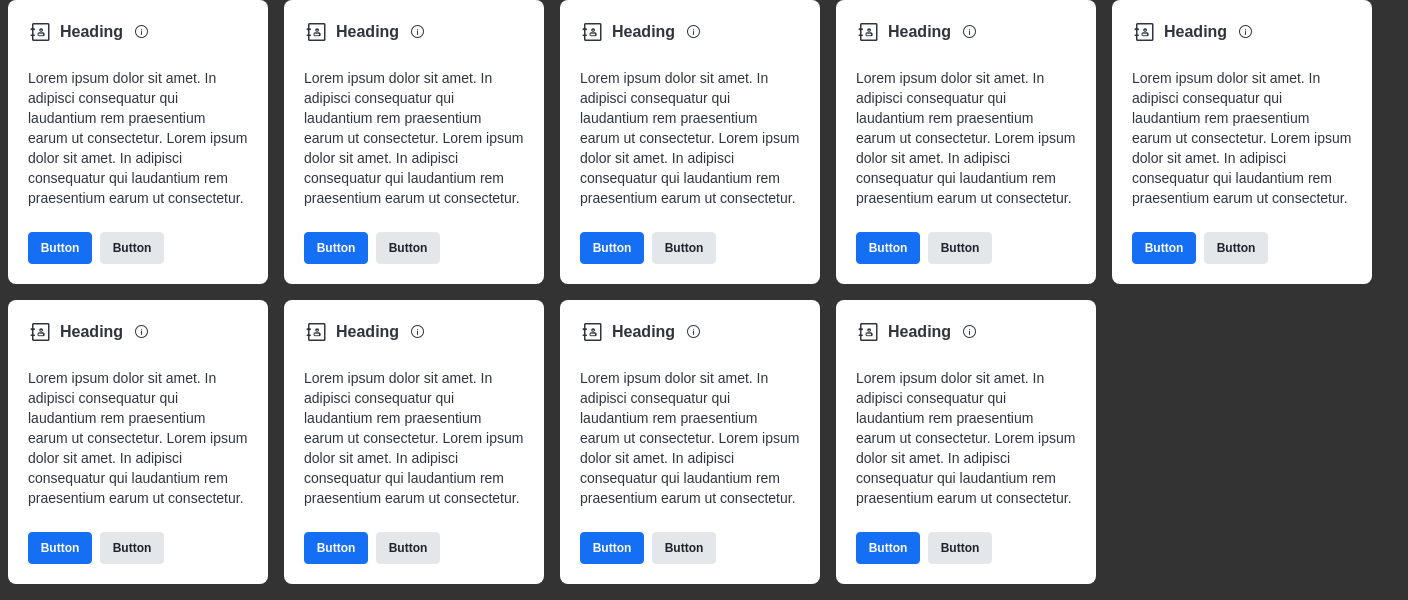 Heading
Lorem ipsum dolor sit amet. In
adipisci consequatur qui
laudantium rem praesentium
earum ut consectetur. Lorem ipsum
dolor sit amet. In adipisci
consequatur qui laudantium rem
praesentium earum ut consectetur.
Button Button
Heading
Lorem ipsum dolor sit amet. In
adipisci consequatur qui
laudantium rem praesentium
earum ut consectetur. Lorem ipsum
dolor sit amet. In adipisci
consequatur qui laudantium rem
praesentium earum ut consectetur.
Button Button
Heading
Lorem ipsum dolor sit amet. In
adipisci consequatur qui
laudantium rem praesentium
earum ut consectetur. Lorem ipsum
dolor sit amet. In adipisci
consequatur qui laudantium rem
praesentium earum ut consectetur.
Button Button
Heading
Lorem ipsum dolor sit amet. In
adipisci consequatur qui
laudantium rem praesentium
earum ut consectetur. Lorem ipsum
dolor sit amet. In adipisci
consequatur qui laudantium rem
praesentium earum ut consectetur.
Button Button
Heading
Lorem ipsum dolor sit amet. In
adipisci consequatur qui
laudantium rem praesentium
earum ut consectetur. Lorem ipsum
dolor sit amet. In adipisci
consequatur qui laudantium rem
praesentium earum ut consectetur.
Button Button
Heading
Lorem ipsum dolor sit amet. In
adipisci consequatur qui
laudantium rem praesentium
earum ut consectetur. Lorem ipsum
dolor sit amet. In adipisci
consequatur qui laudantium rem
praesentium earum ut consectetur.
Button Button
Heading
Lorem ipsum dolor sit amet. In
adipisci consequatur qui
laudantium rem praesentium
earum ut consectetur. Lorem ipsum
dolor sit amet. In adipisci
consequatur qui laudantium rem
praesentium earum ut consectetur.
Button Button
Heading
Lorem ipsum dolor sit amet. In
adipisci consequatur qui
laudantium rem praesentium
earum ut consectetur. Lorem ipsum
dolor sit amet. In adipisci
consequatur qui laudantium rem
praesentium earum ut consectetur.
Button Button
Heading
Lorem ipsum dolor sit amet. In
adipisci consequatur qui
laudantium rem praesentium
earum ut consectetur. Lorem ipsum
dolor sit amet. In adipisci
consequatur qui laudantium rem
praesentium earum ut consectetur.
Button Button